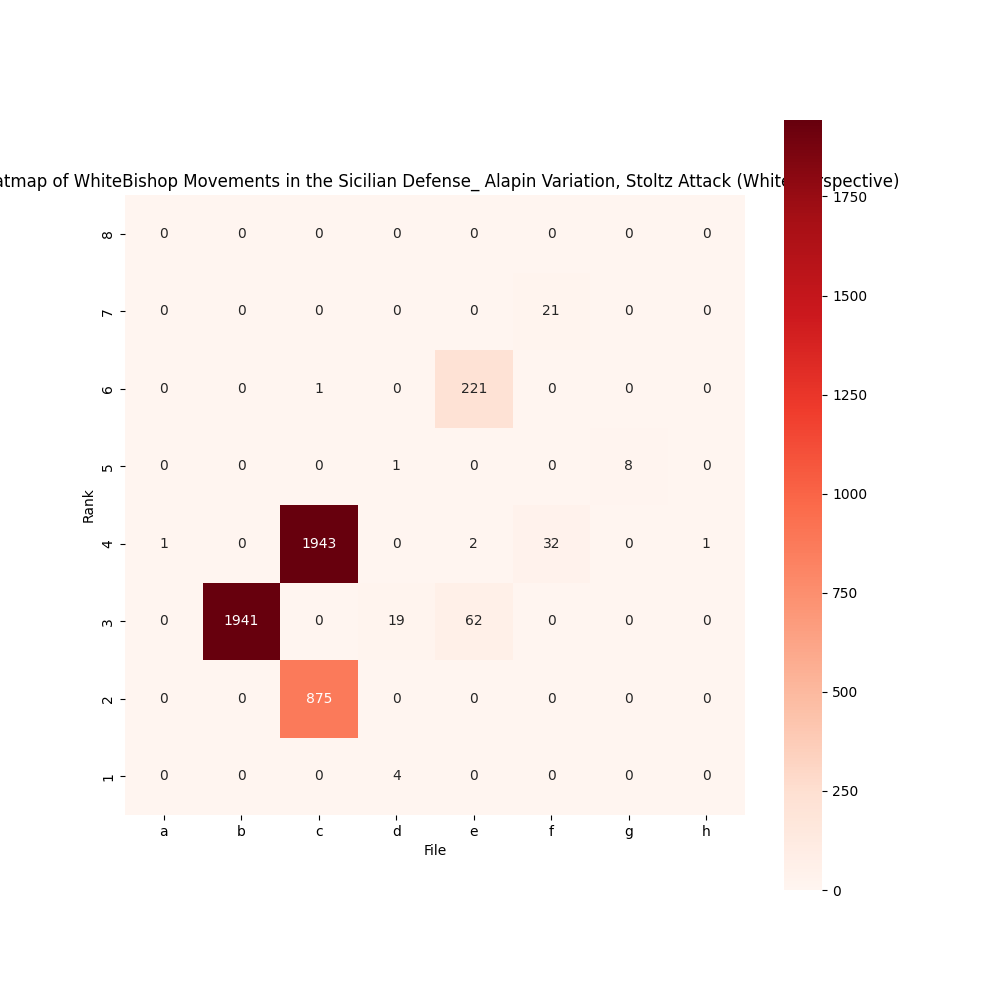 atmap of WhiteBishop Movements in the Sicilian Defense_ Alapin Variation, Stoltz Attack (White rspective)
8 0 0 0 0 0 0 0 0
7 0 0 0 0 0 21 0 0
6 0 0 1 0 221 0 0 0
5 0 0 0 1 0 0 8 0
4 1 0 1943 0 2 32 0 1
3 0 1941 0 19 62 0 0 0
2 0 0 875 0 0 0 0 0
1 0 0 0 4 0 0 0 0
a b c d e f g h
File
Rank
1750
1500
1250
1000
750
500
250
0